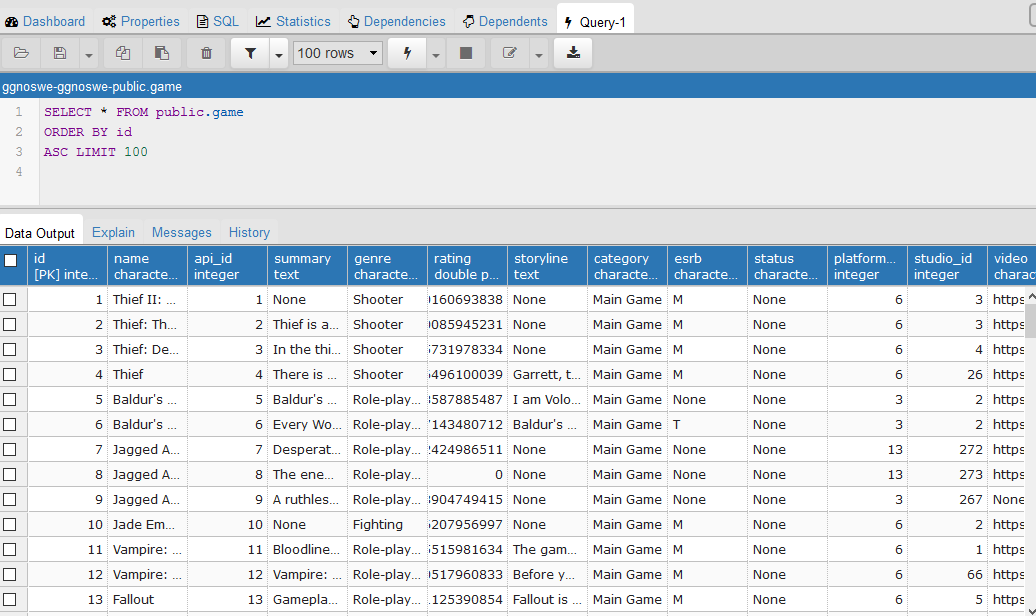 Dashboard Properties SQL Statistics Dependencies Dependents Query-1
100 rows
ggnoswe-ggnoswe-public.game
1 SELECT * FROM public.game
2 ORDER BY id
3 ASC LIMIT 100
4
Data Output Explain Messages History
id name api_id summary genre rating storyline category esrb status platform... studio_id video
[PK] inte... characte... integer text characte... double p... text characte... characte... characte... integer integer charact
1 Thief II: ... 1 None Shooter 0160693838 None Main Game M None 6 3 https
2 Thief: Th... 2 Thief is a... Shooter 0085945231 None Main Game M None 6 3 https
3 Thief: De... 3 In the thi... Shooter 5731978334 None Main Game M None 6 4 https
4 Thief 4 There is ... Shooter 5496100039 Garrett, t... Main Game M None 6 26 https
5 Baldur's ... 5 Baldur's ... Role-play... 3587885487 I am Volo... Main Game None None 3 2 https
6 Baldur's ... 6 Every Wo... Role-play... 7143480712 Baldur's ... Main Game T None 3 2 https
7 Jagged A... 7 Desperat... Role-play... 2424986511 None Main Game None None 13 272 https
8 Jagged A... 8 The ene... Role-play... 0 None Main Game None None 13 273 https
9 Jagged A... 9 A ruthles... Role-play... 3904749415 None Main Game None None 3 267 None
10 Jade Em... 10 None Fighting 5207956997 None Main Game M None 6 2 https
11 Vampire: ... 11 Bloodline... Role-play... 5515981634 The gam... Main Game M None 6 1 https
12 Vampire: ... 12 Vampire: ... Role-play... 0517960833 Before y... Main Game M None 6 66 https
13 Fallout 13 Gamepla... Role-play... .125390854 Fallout is ... Main Game M None 6 5 https